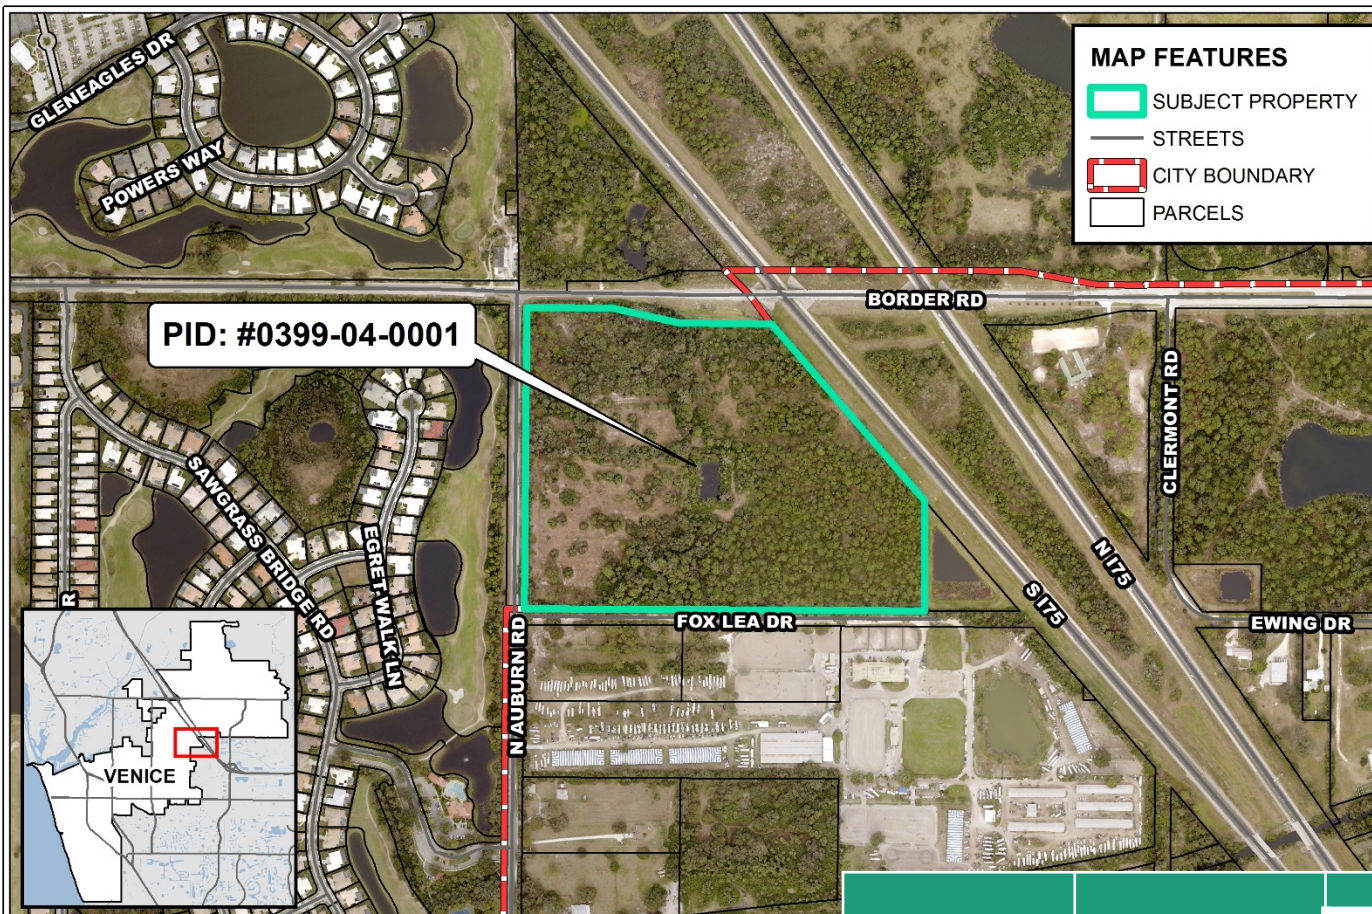 MAP FEATURES
SUBJECT PROPERTY
STREETS
CITY BOUNDARY
PARCELS
GLENEAGLES DR
POWERS WAY
BORDER RD
PID: #0399-04-0001
CLERMONT RD
SAWGRASS BRIDGE RD
EGRET WALK LN
N I75
S I75
R
FOX LEA DR
EWING DR
N AUBURN RD
VENICE